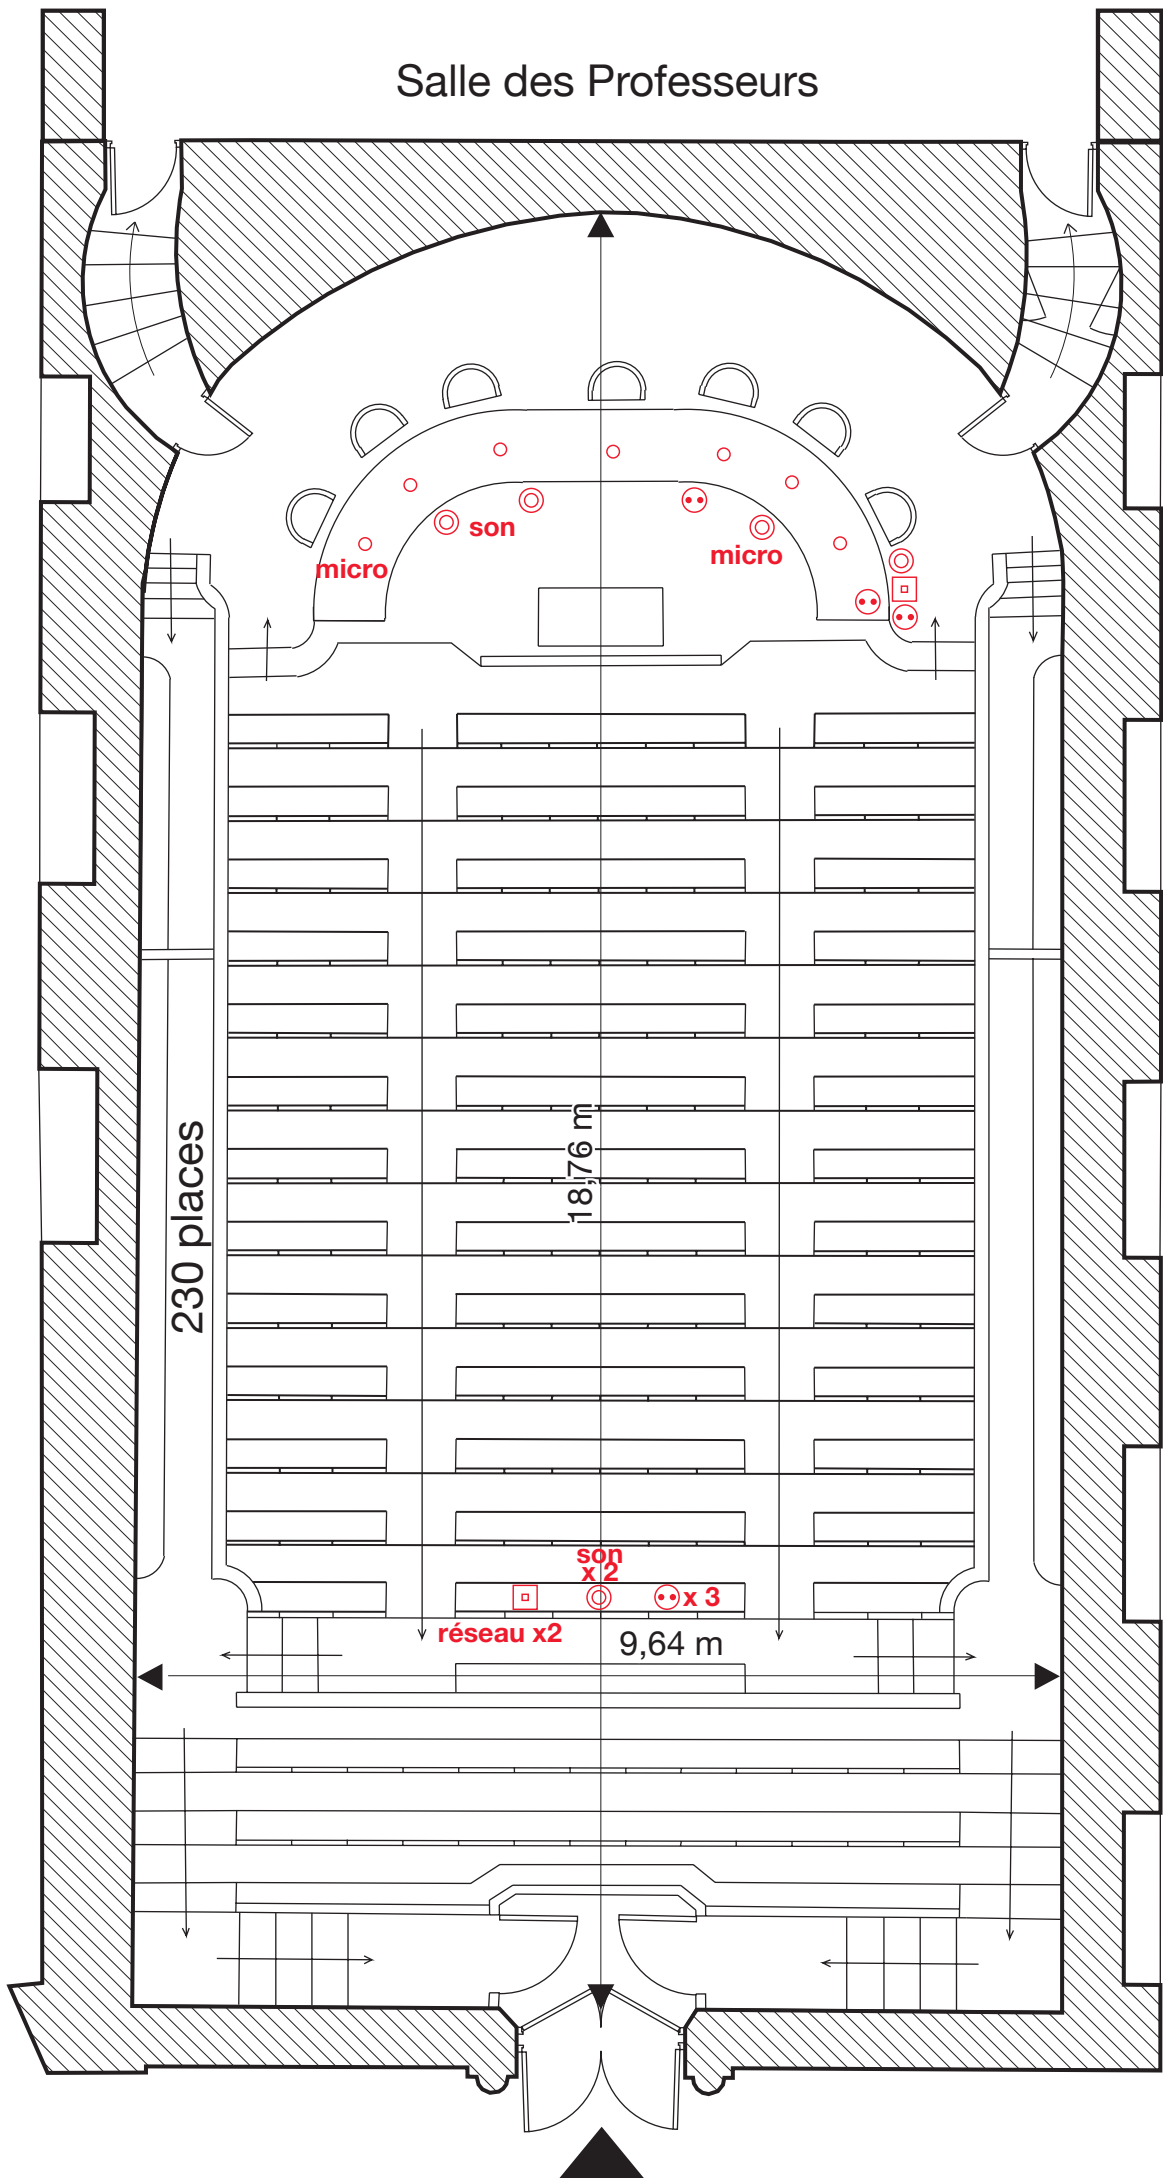 Salle des Professeurs
son
micro
micro
18,76 m
230 places
son
x 2
x 3
réseau x2
9,64 m